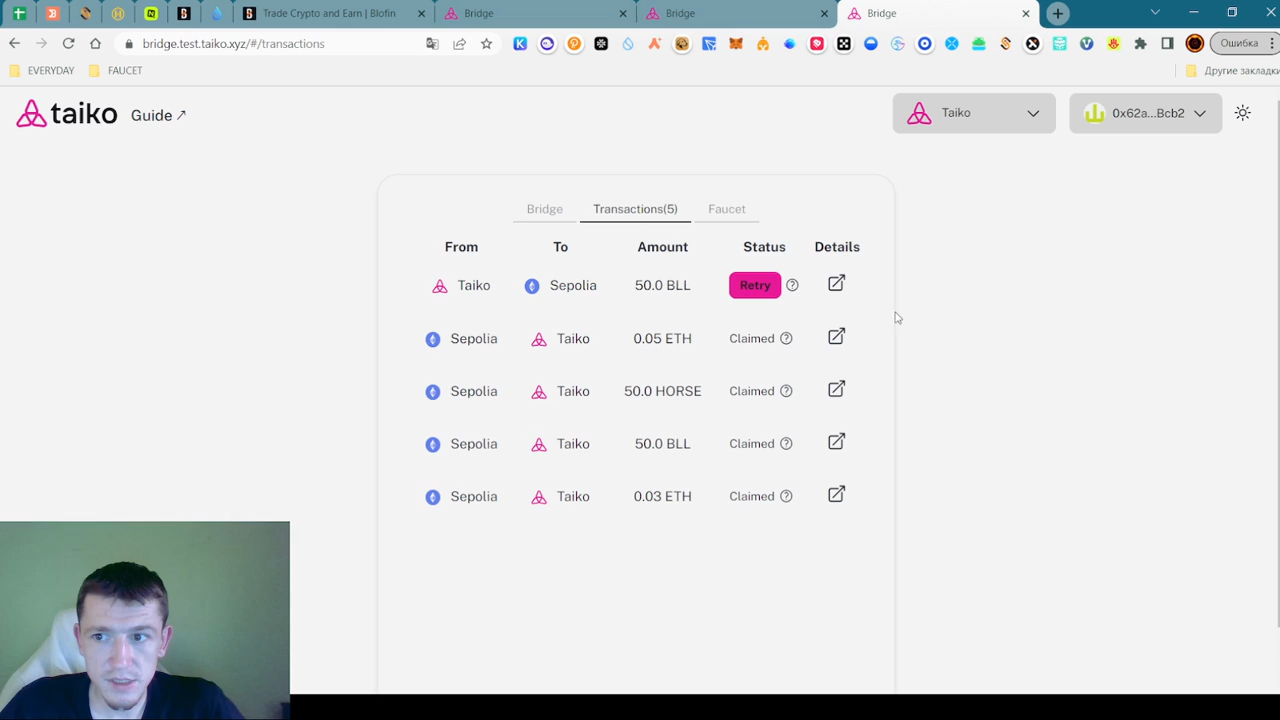 Trade Crypto and Earn | Blofin
Bridge
Bridge
Bridge
bridge.test.taiko.xyz/#/transactions
Ошибка
EVERYDAY
FAUCET
Другие закладки
taiko
Guide ↗
Taiko
0x62a...Bcb2
Bridge
Transactions(5)
Faucet
From To Amount Status Details
Taiko Sepolia 50.0 BLL Retry
Sepolia Taiko 0.05 ETH Claimed
Sepolia Taiko 50.0 HORSE Claimed
Sepolia Taiko 50.0 BLL Claimed
Sepolia Taiko 0.03 ETH Claimed